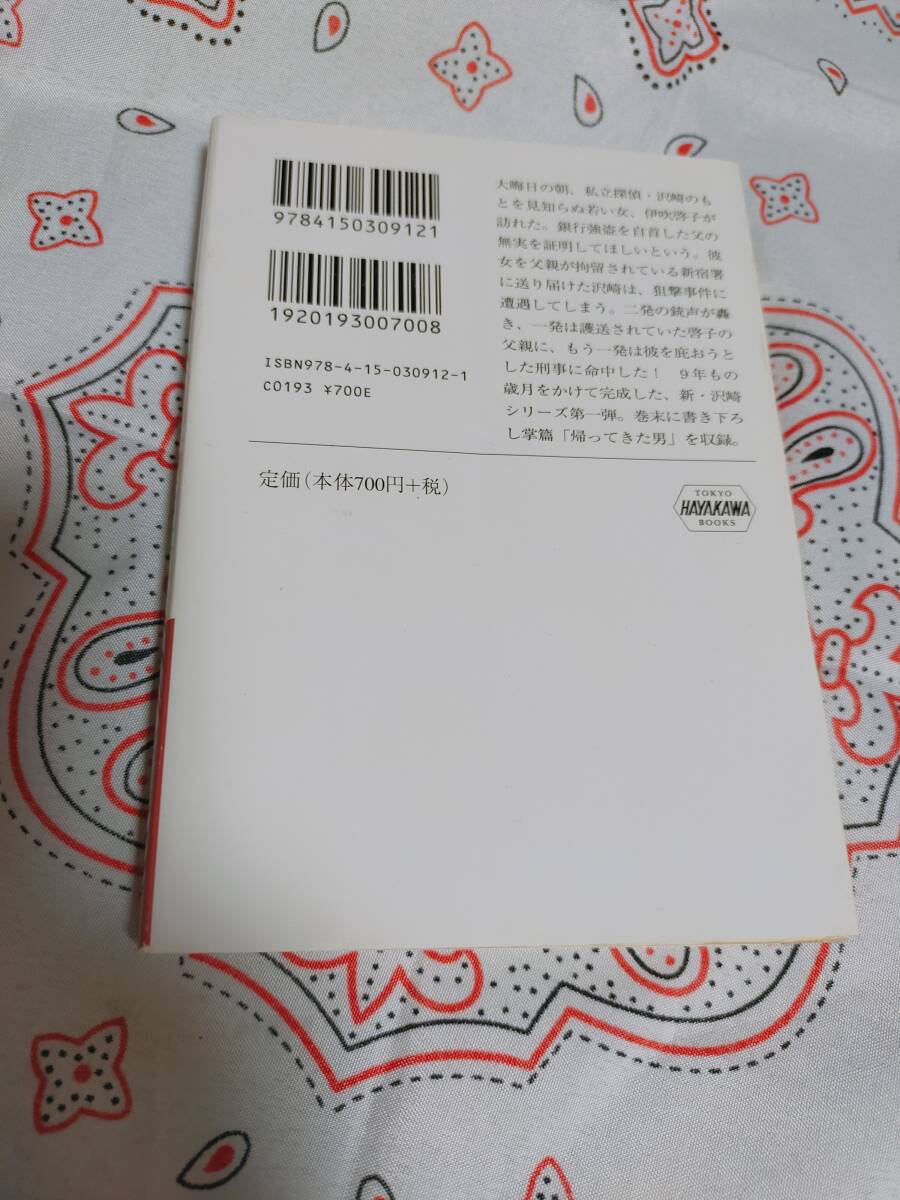 9784150309121
1920193007008
ISBN978-4-15-030912-1
C0193 ¥700E
大晦日の朝、私立探偵・沢崎のも
とを見知らぬ若い女、伊吹啓子が
訪れた。銀行強盗を自首した父の
無実を証明してほしいという。彼
女を父親が拘留されている新宿署
に送り届けた沢崎は、狙撃事件に
遭遇してしまう。二発の銃声が轟
き、一発は護送されていた啓子の
父親に、もう一発は彼を庇おうと
した刑事に命中した！ 9年もの
歳月をかけて完成した、新・沢崎
シリーズ第一弾。巻末に書き下ろ
し掌篇「帰ってきた男」を収録。
定価(本体700円+税)
TOKYO
HAYAKAWA
BOOKS